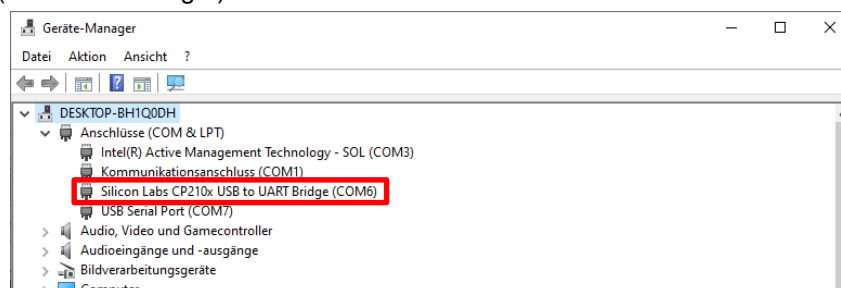 Geräte-Manager
Datei Aktion Ansicht ?
DESKTOP-BH1Q0DH
Anschlüsse (COM & LPT)
Intel(R) Active Management Technology - SOL (COM3)
Kommunikationsanschluss (COM1)
Silicon Labs CP210x USB to UART Bridge (COM6)
USB Serial Port (COM7)
Audio, Video und Gamecontroller
Audioeingänge und -ausgänge
Bildverarbeitungsgeräte